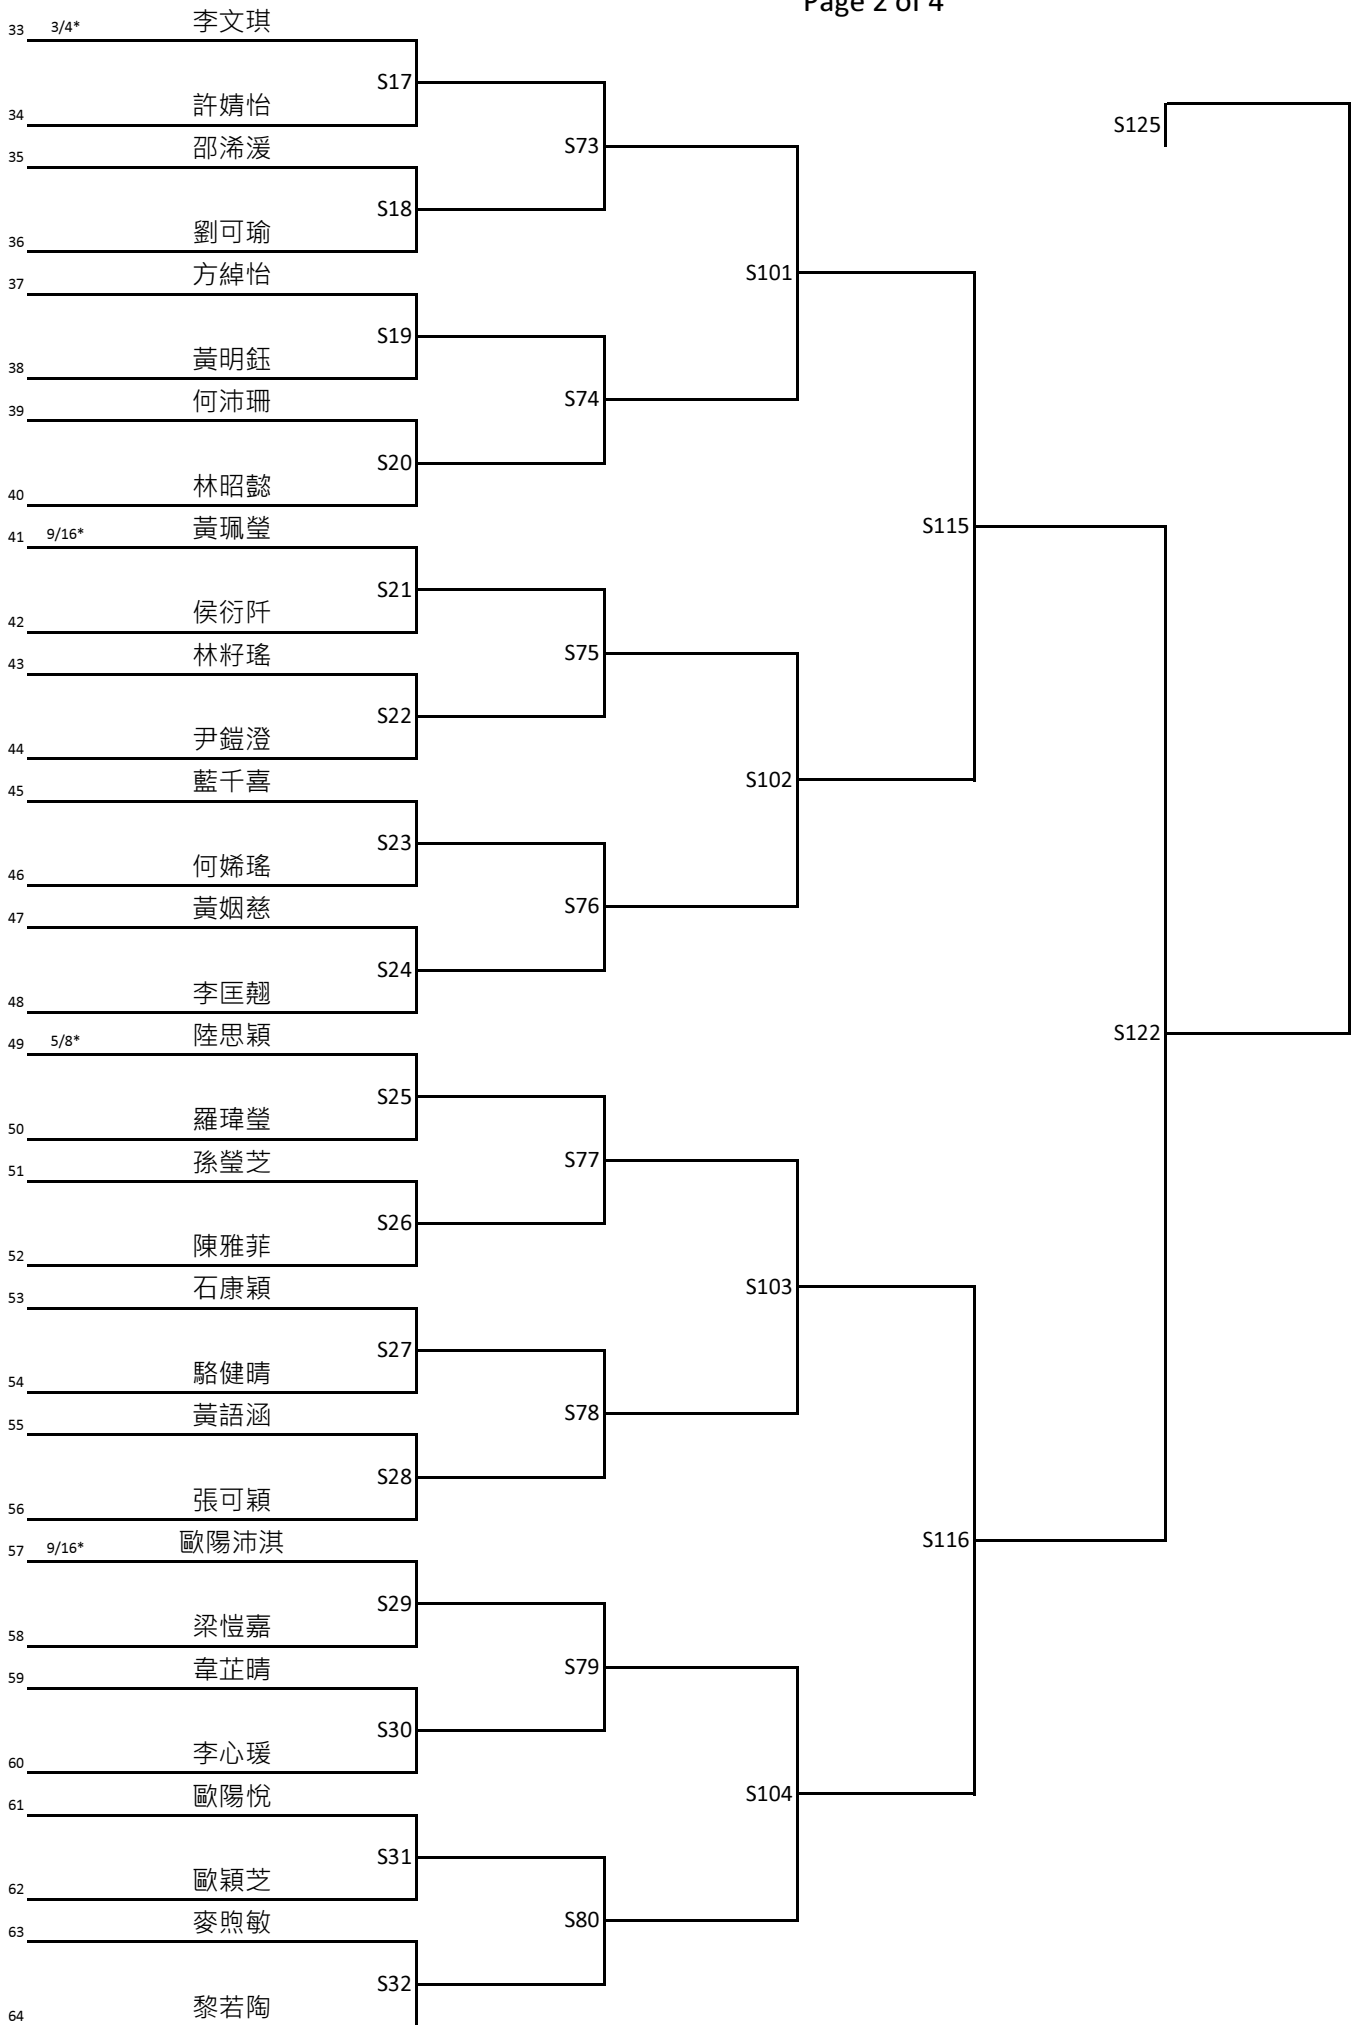 Page 2 of 4
33 3/4* 李文琪
S17
34 許婧怡
S125
35 邵浠湲
S73
S18
36 劉可瑜
37 方綽怡
S101
S19
38 黃明鈺
39 何沛珊
S74
S20
40 林昭懿
41 9/16* 黃珮瑩
S115
S21
42 侯衍阡
43 林籽瑤
S75
S22
44 尹鎧澄
45 藍千喜
S102
S23
46 何烯瑤
47 黃姻慈
S76
S24
48 李匡翹
49 5/8* 陸思穎
S122
S25
50 羅瑋瑩
51 孫瑩芝
S77
S26
52 陳雅菲
53 石康穎
S103
S27
54 駱健晴
55 黃語涵
S78
S28
56 張可穎
57 9/16* 歐陽沛淇
S116
S29
58 梁愷嘉
59 韋芷晴
S79
S30
60 李心瑗
61 歐陽悅
S104
S31
62 歐穎芝
63 麥煦敏
S80
S32
64 黎若陶